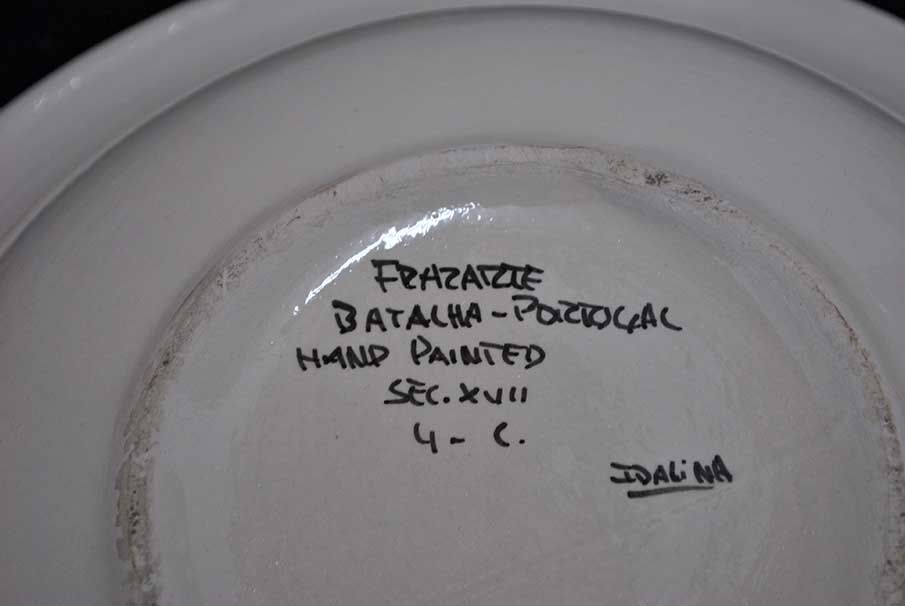 FRAZARTE
BATALHA - PORTUGAL
HAND PAINTED
SEC. XVII
4 - C.
IDALINA